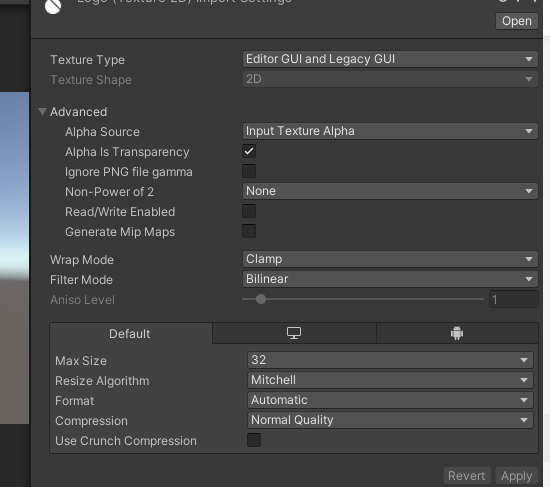 Logo (Texture 2D) Import Settings
Open
Texture Type Editor GUI and Legacy GUI
Texture Shape 2D
Advanced
Alpha Source Input Texture Alpha
Alpha Is Transparency
Ignore PNG file gamma
Non-Power of 2 None
Read/Write Enabled
Generate Mip Maps
Wrap Mode Clamp
Filter Mode Bilinear
Aniso Level 1
Default
Max Size 32
Resize Algorithm Mitchell
Format Automatic
Compression Normal Quality
Use Crunch Compression
Revert Apply